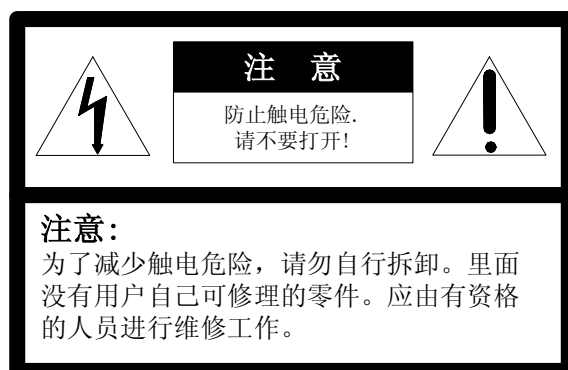 注 意
防止触电危险.
请不要打开!
注意:
为了减少触电危险，请勿自行拆卸。里面
没有用户自己可修理的零件。应由有资格
的人员进行维修工作。